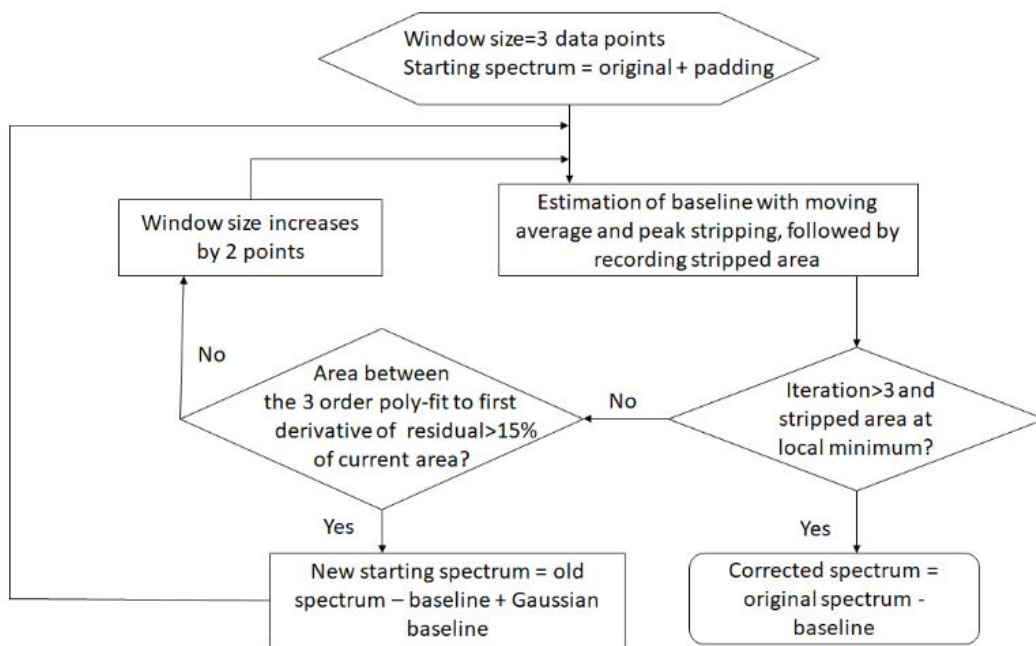 Window size=3 data points
Starting spectrum = original + padding
Window size increases
by 2 points
Estimation of baseline with moving
average and peak stripping, followed by
recording stripped area
No
Area between
the 3 order poly-fit to first
derivative of residual>15%
of current area?
No
Iteration>3 and
stripped area at
local minimum?
Yes
Yes
New starting spectrum = old
spectrum – baseline + Gaussian
baseline
Corrected spectrum =
original spectrum -
baseline